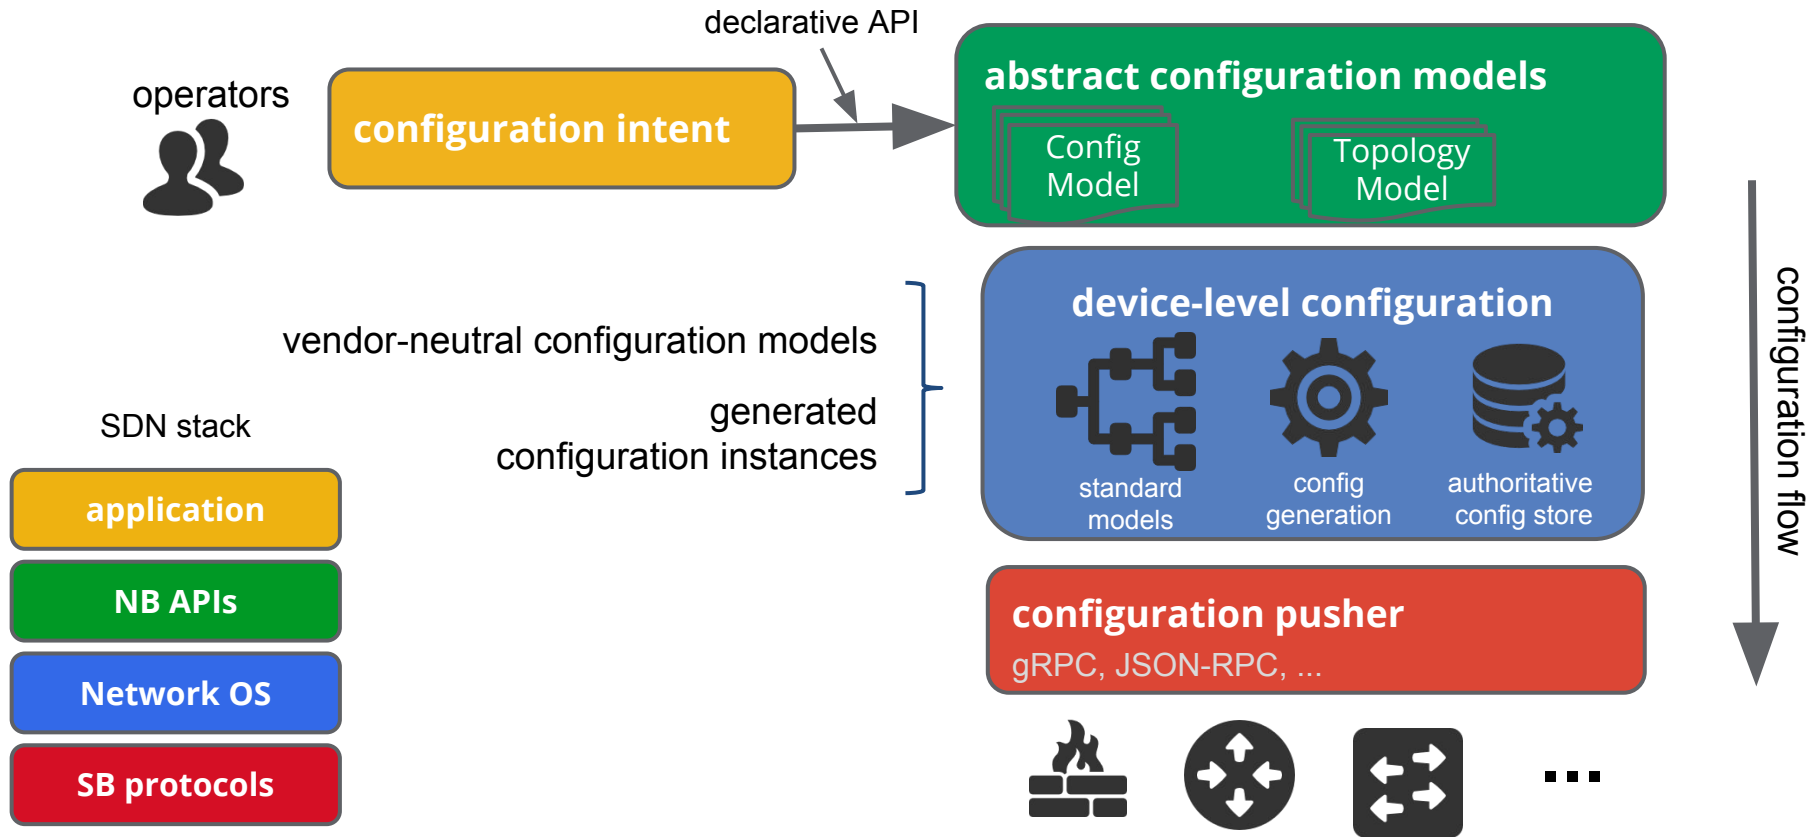 declarative API
operators
configuration intent
abstract configuration models
Config
Model
Topology
Model
device-level configuration
vendor-neutral configuration models
generated
configuration instances
standard
models
config
generation
authoritative
config store
configuration flow
SDN stack
application
NB APIs
Network OS
SB protocols
configuration pusher
gRPC, JSON-RPC, ...
...